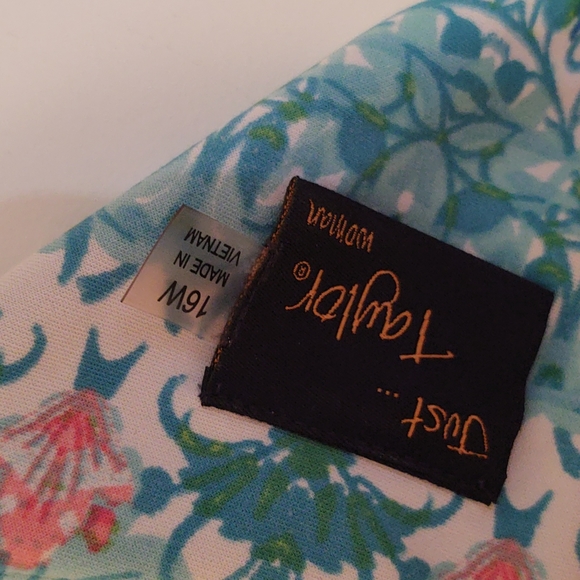 Just...
Taylor®
woman
16W
MADE IN
VIETNAM